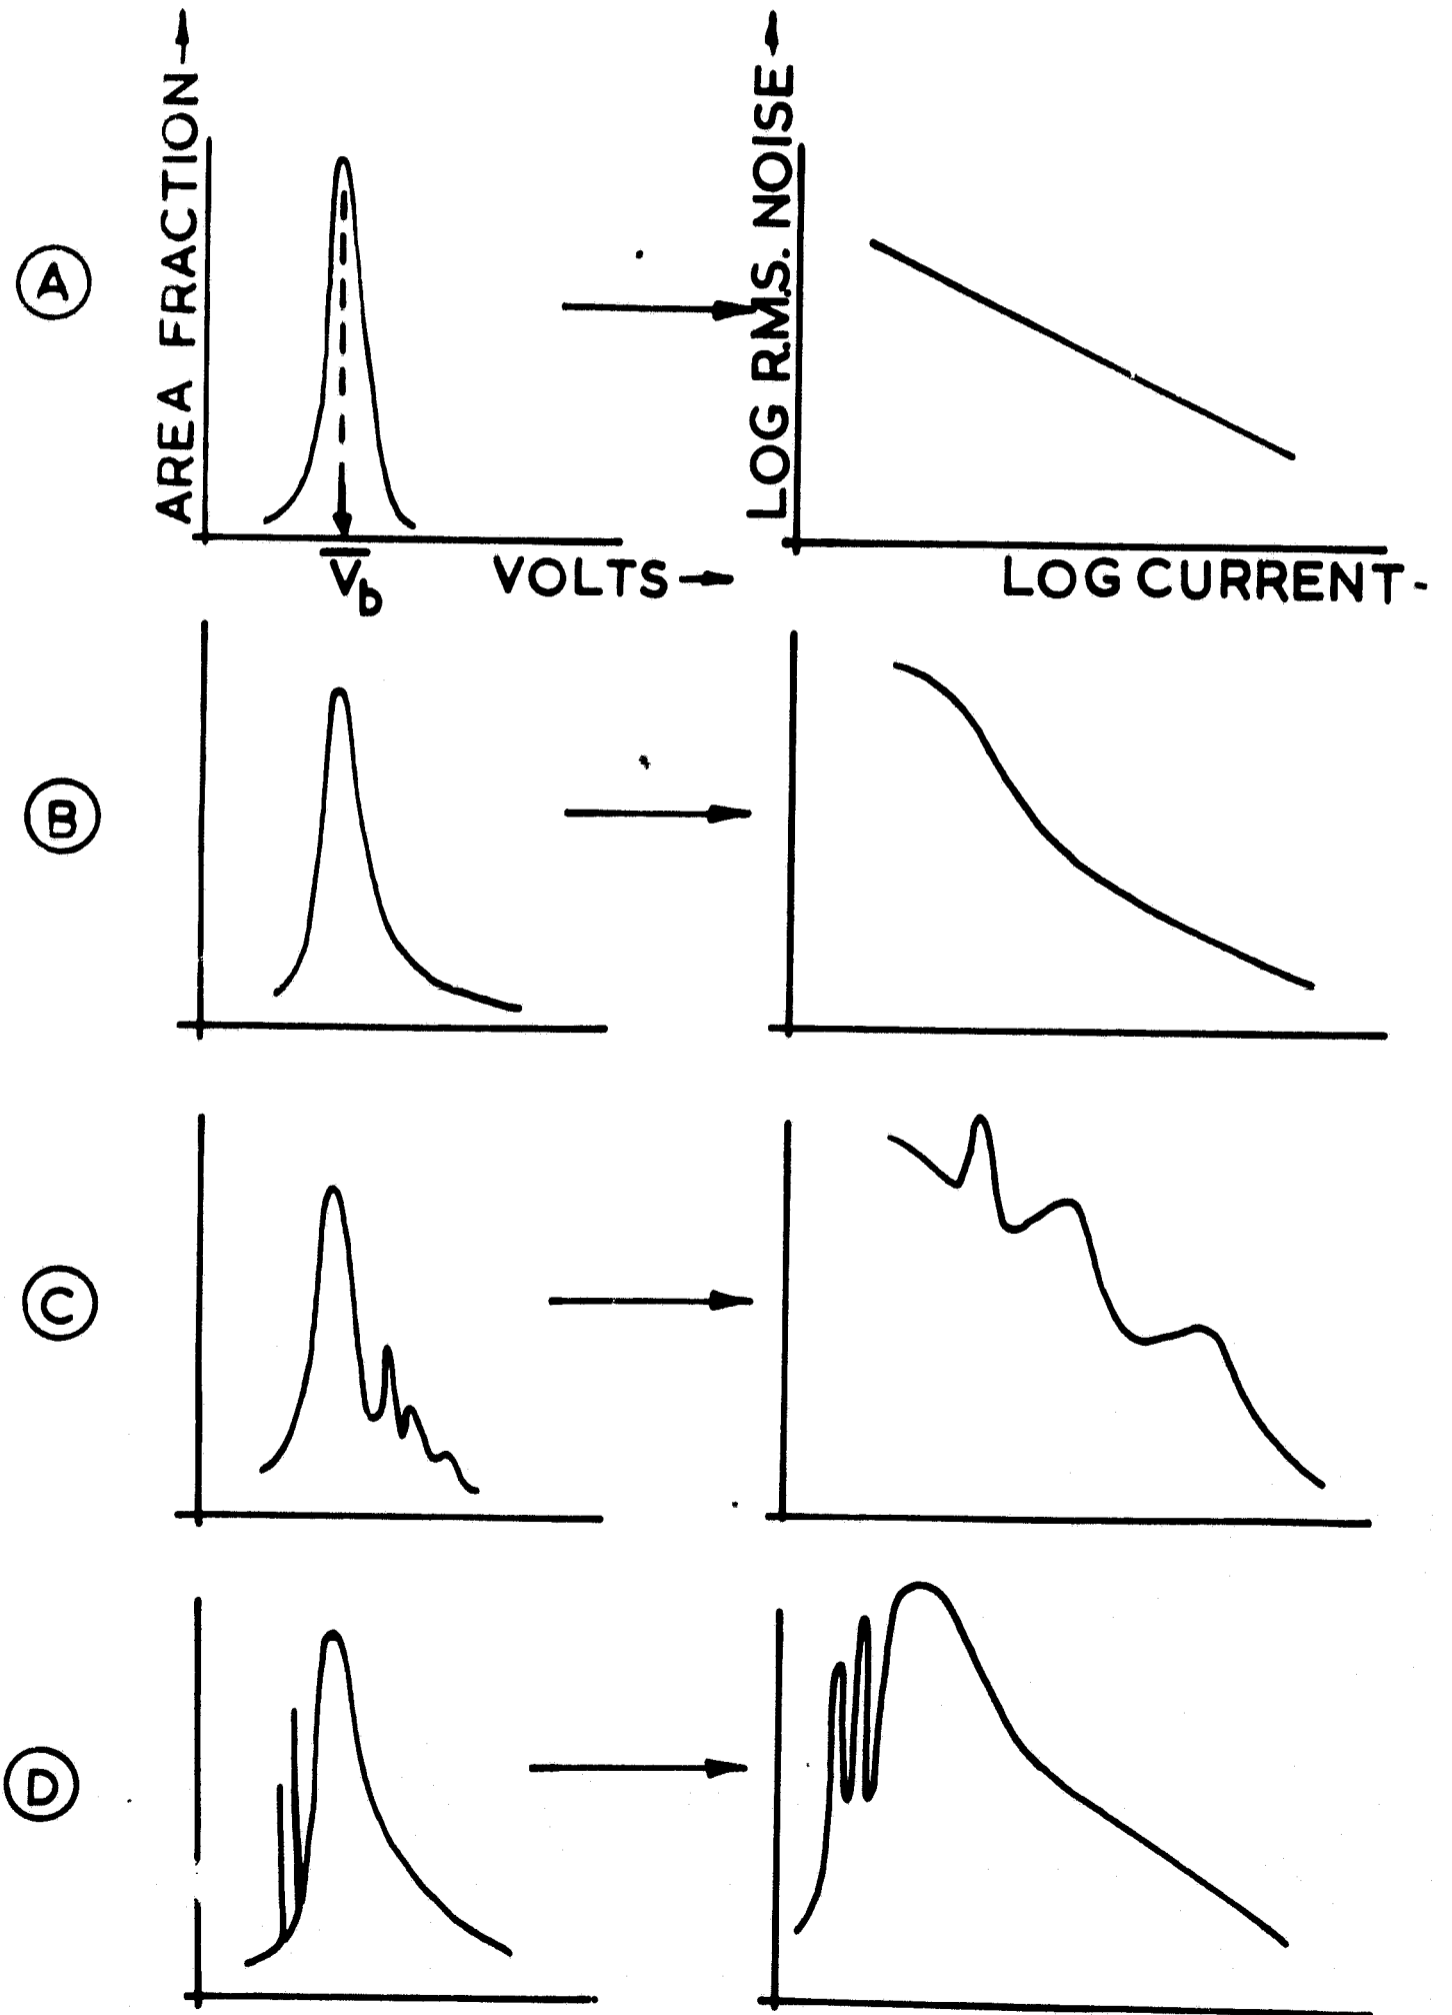 AREA FRACTION
LOG R.M.S. NOISE
A
V̅b
VOLTS
LOG CURRENT
B
C
D